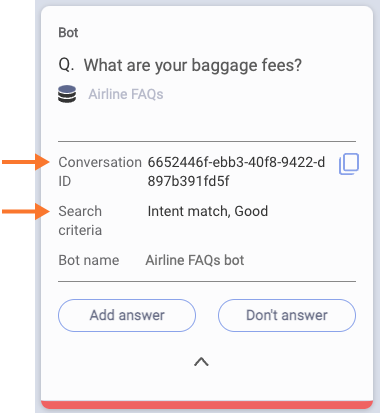 Bot
Q. What are your baggage fees?
Airline FAQs
Conversation 6652446f-ebb3-40f8-9422-d
ID 897b391fd5f
Search Intent match, Good
criteria
Bot name Airline FAQs bot
Add answer Don't answer